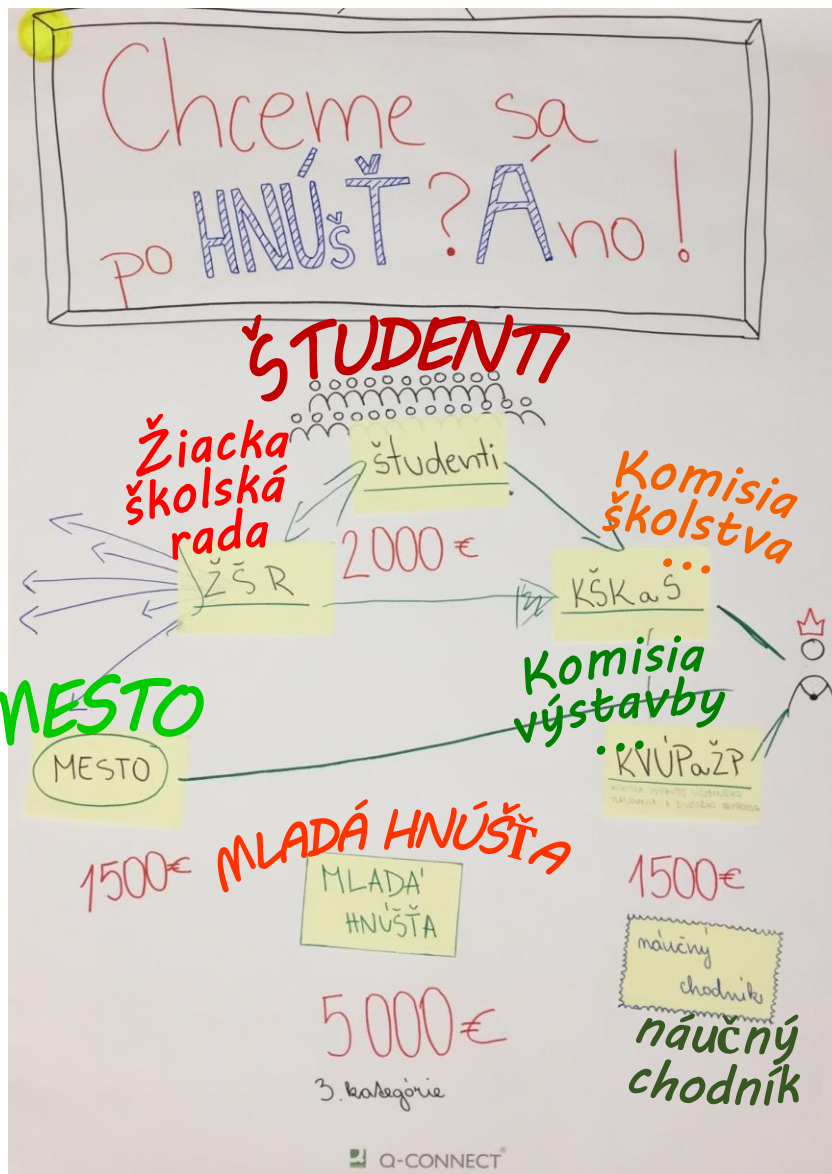 Chceme sa
po HNÚŠŤ? Áno!
ŠTUDENTI
študenti
Žiacka
školská
rada
Komisia
školstva
...
2000 €
ŽŠR
KŠKaŠ
MESTO
Komisia
výstavby
...
MESTO
KVÚPaŽP
MLADÁ HNÚŠŤA
1500€
MLADÁ
HNÚŠŤA
1500€
náučný
chodník
5000€
náučný
chodník
3. kategórie
Q-CONNECT